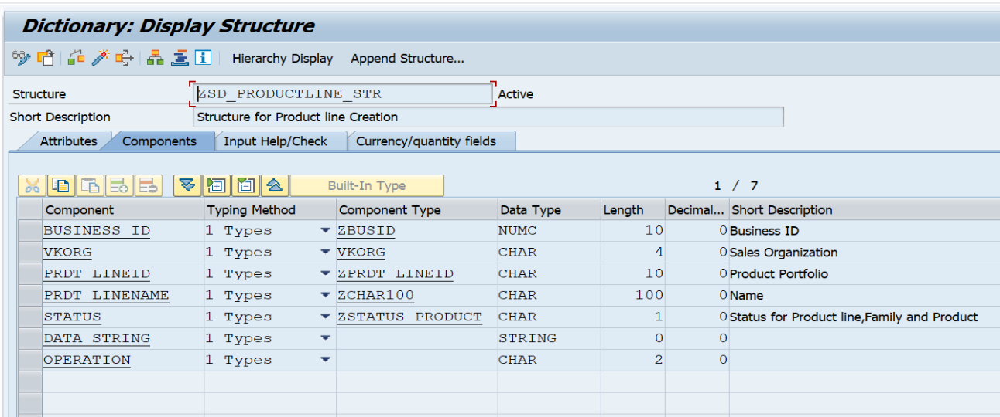 Dictionary: Display Structure
Hierarchy Display Append Structure...
Structure ZSD_PRODUCTLINE_STR Active
Short Description Structure for Product line Creation
Attributes Components Input Help/Check Currency/quantity fields
Built-In Type 1 / 7
Component Typing Method Component Type Data Type Length Decimal... Short Description
BUSINESS_ID 1 Types ZBUSID NUMC 10 0 Business ID
VKORG 1 Types VKORG CHAR 4 0 Sales Organization
PRDT_LINEID 1 Types ZPRDT_LINEID CHAR 10 0 Product Portfolio
PRDT_LINENAME 1 Types ZCHAR100 CHAR 100 0 Name
STATUS 1 Types ZSTATUS_PRODUCT CHAR 1 0 Status for Product line,Family and Product
DATA_STRING 1 Types STRING 0 0
OPERATION 1 Types CHAR 2 0